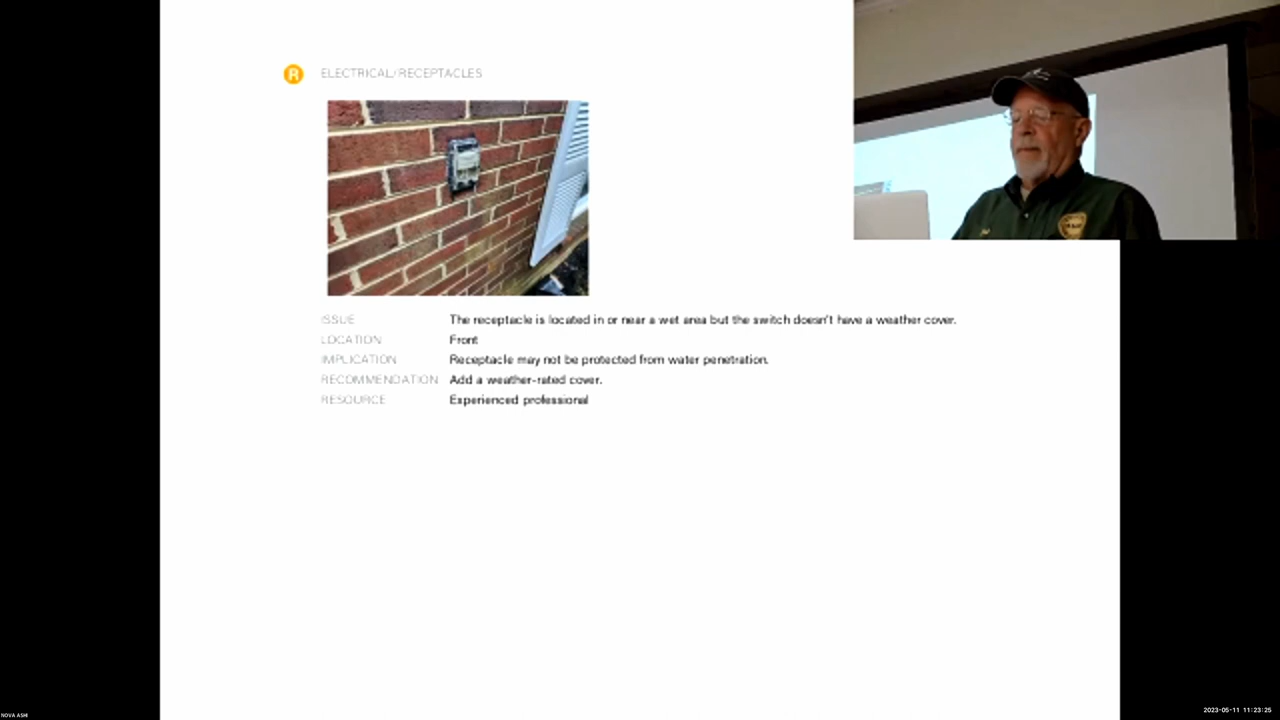 R ELECTRICAL/RECEPTACLES
ISSUE The receptacle is located in or near a wet area but the switch doesn't have a weather cover.
LOCATION Front
IMPLICATION Receptacle may not be protected from water penetration.
RECOMMENDATION Add a weather-rated cover.
RESOURCE Experienced professional
NOVA ASHI
2023-05-11 11:23:25